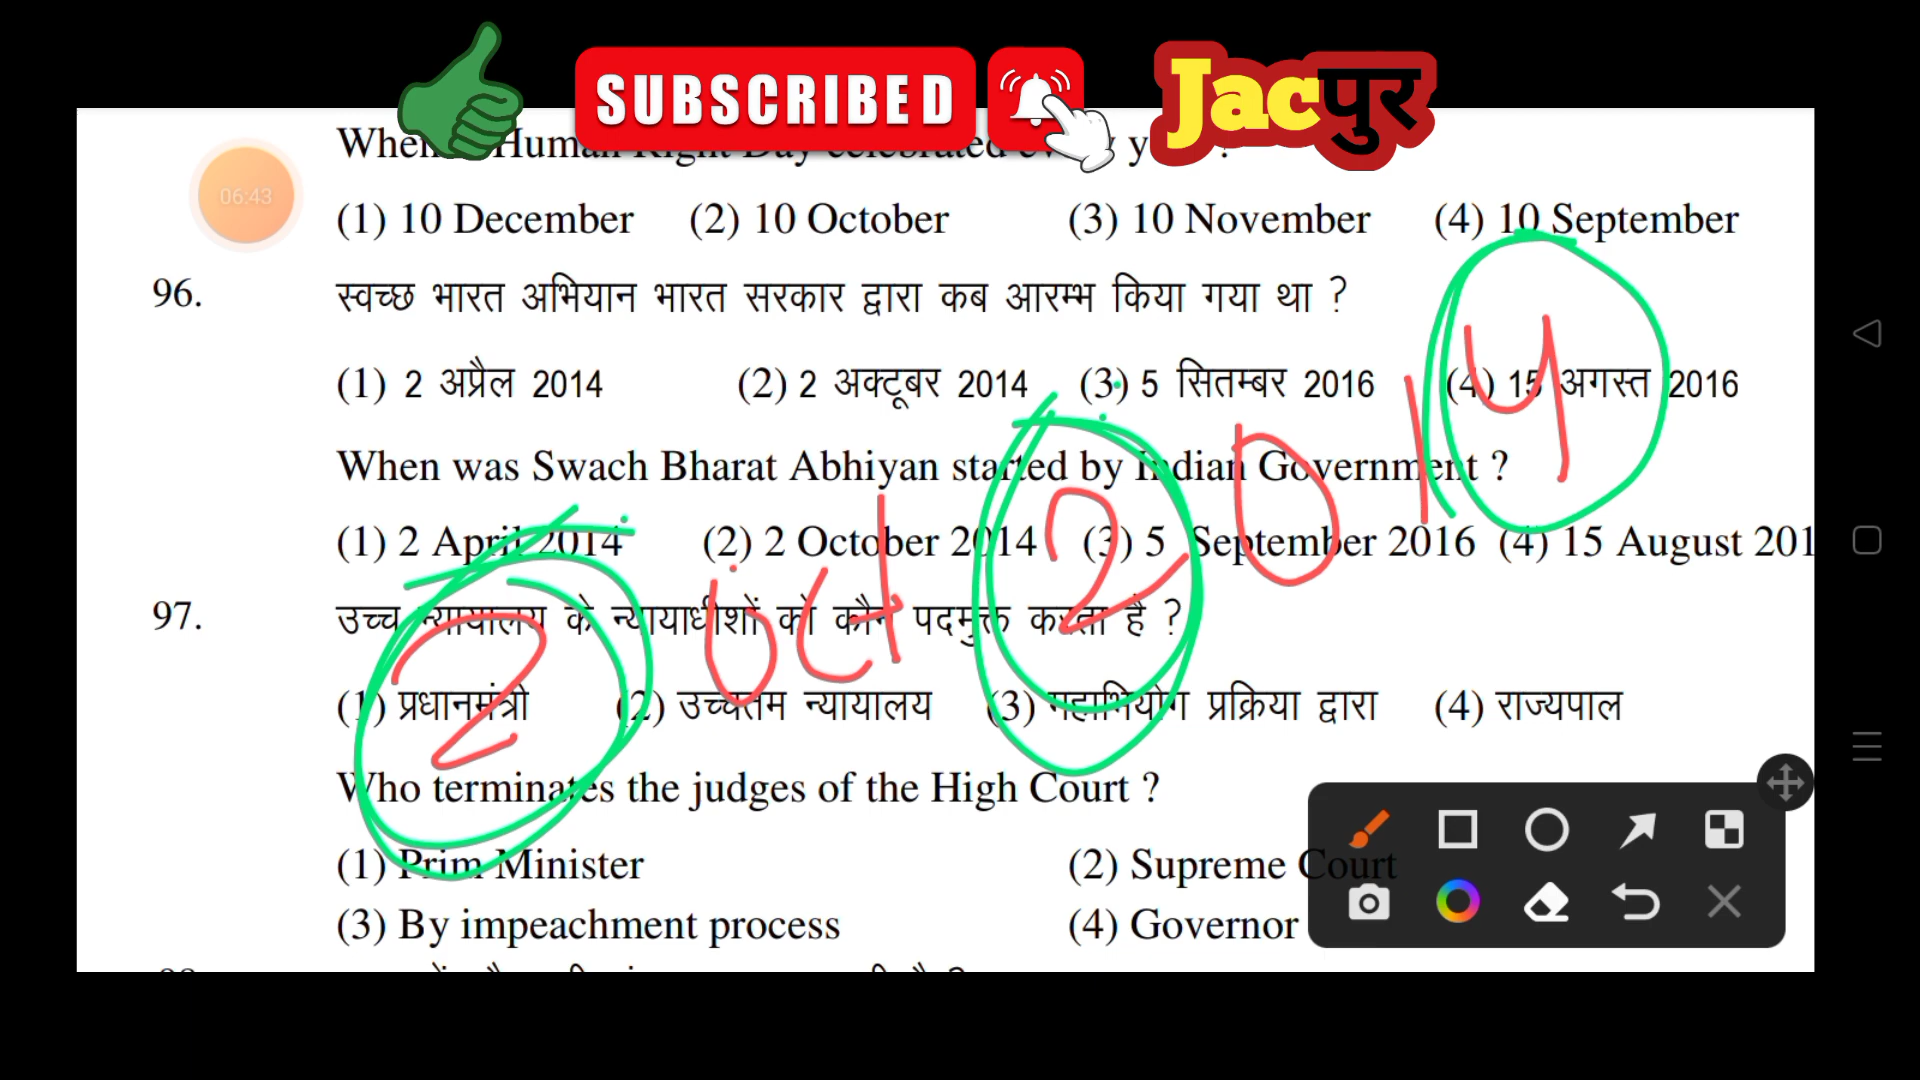 SUBSCRIBED Jacपुर
When Human Right Day celebrated
06:43
(1) 10 December (2) 10 October (3) 10 November (4) 10 September
96. स्वच्छ भारत अभियान भारत सरकार द्वारा कब आरम्भ किया गया था ?
(1) 2 अप्रैल 2014 (2) 2 अक्टूबर 2014 (3) 5 सितम्बर 2016 (4) 15 अगस्त 2016
When was Swach Bharat Abhiyan started by Indian Government ?
(1) 2 April 2014 (2) 2 October 2014 (3) 5 September 2016 (4) 15 August 201
2 oct 2014
97. उच्च न्यायालय के न्यायाधीशों को कौन पदमुक्त करता है ?
(1) प्रधानमंत्री (2) उच्चतम न्यायालय (3) महाभियोग प्रक्रिया द्वारा (4) राज्यपाल
Who terminates the judges of the High Court ?
(1) Prim Minister (2) Supreme Court
(3) By impeachment process (4) Governor